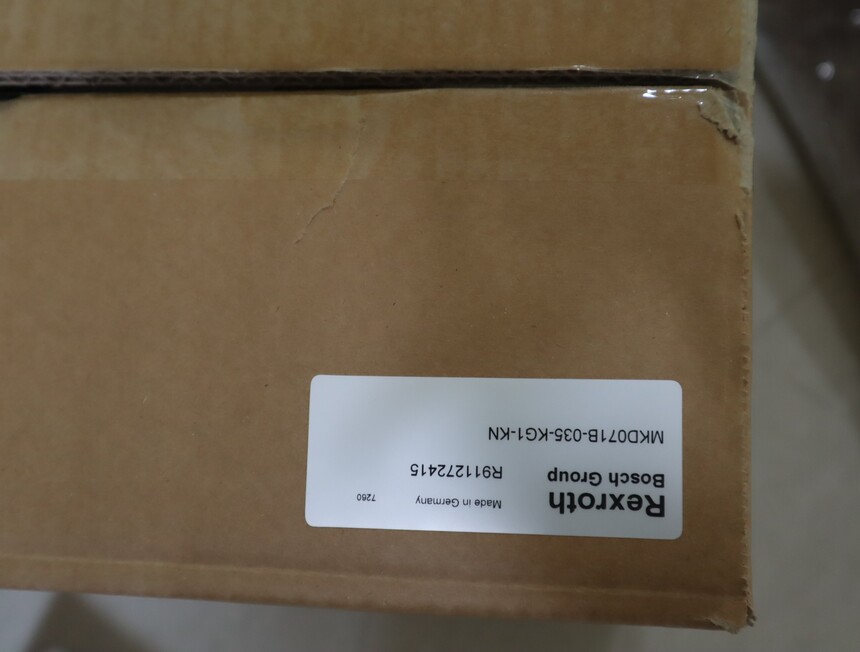 Rexroth
Bosch Group
Made in Germany 7260
R911272415
MKD071B-035-KG1-KN